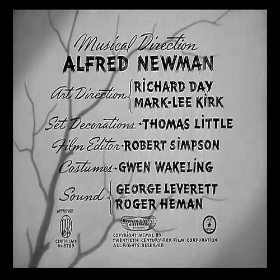 Musical Direction
ALFRED NEWMAN
Art Direction RICHARD DAY
MARK-LEE KIRK
Set Decorations - THOMAS LITTLE
Film Editor - ROBERT SIMPSON
Costumes - GWEN WAKELING
Sound GEORGE LEVERETT
ROGER HEMAN
APPROVED
CERTIFICATE
COPYRIGHT MCMXL BY
TWENTIETH CENTURY-FOX FILM CORPORATION
ALL RIGHTS RESERVED